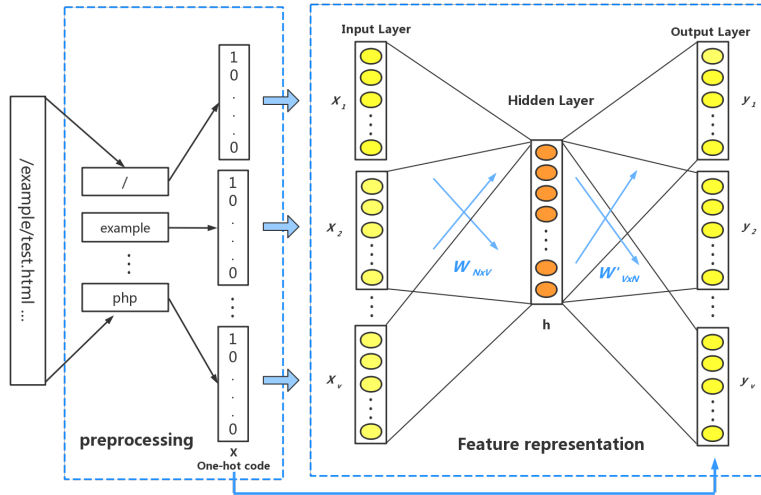 /example/test.html ...
/
example
php
1
0
.
.
.
0
1
0
.
.
.
0
1
0
.
.
.
0
X
One-hot code
preprocessing
Input Layer
X1
X2
Xv
Hidden Layer
W NxV
W' VxN
h
Output Layer
y1
y2
yv
Feature representation